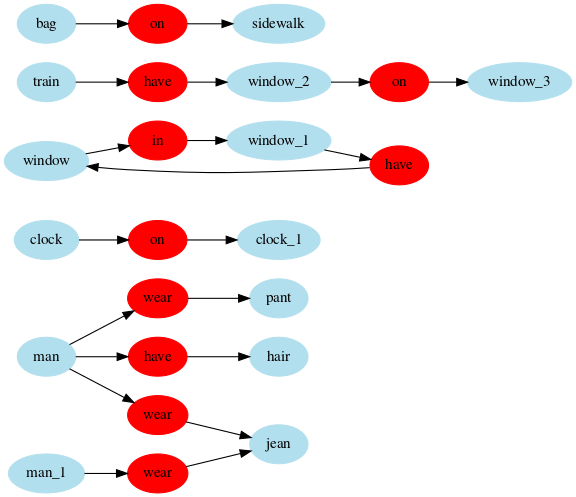 bag on sidewalk
train have window_2 on window_3
window in window_1 have
clock on clock_1
wear pant
man have hair
wear jean
man_1 wear